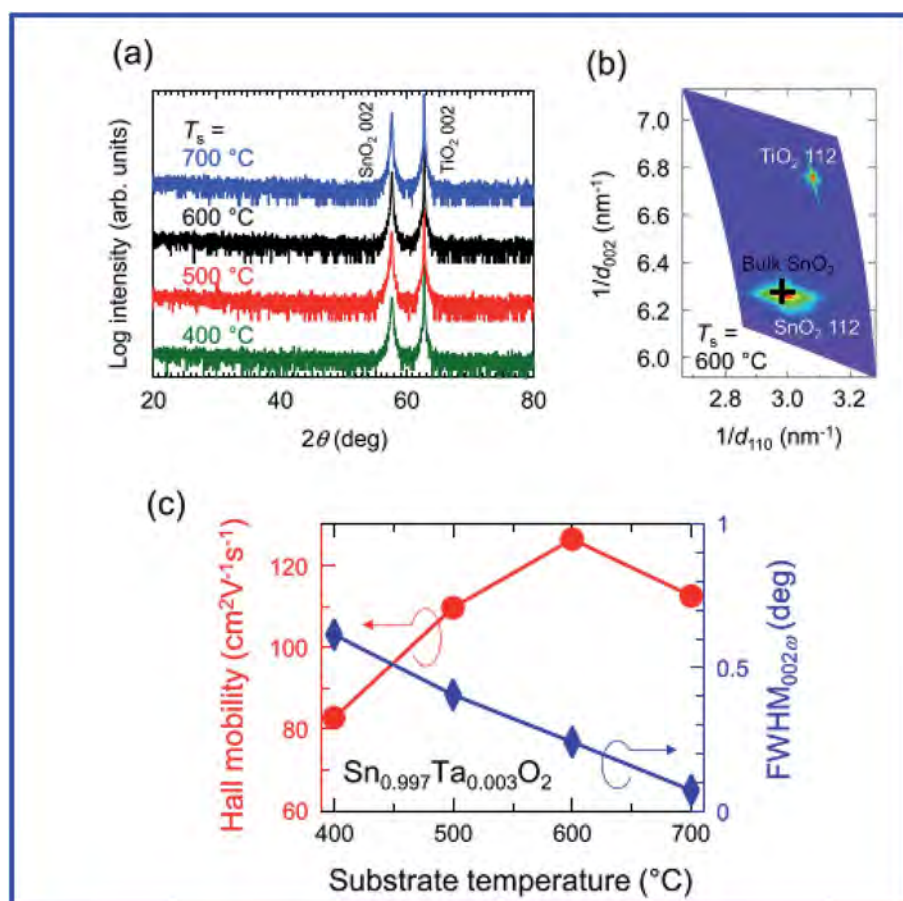 (a)
Log intensity (arb. units)
Tₛ =
700 °C
600 °C
500 °C
400 °C
SnO₂ 002
TiO₂ 002
20 40 60 80
2θ (deg)
(b)
1/d₀₀₂ (nm⁻¹)
7.0
6.8
6.6
6.4
6.2
6.0
TiO₂ 112
Bulk SnO₂
SnO₂ 112
Tₛ =
600 °C
2.8 3.0 3.2
1/d₁₁₀ (nm⁻¹)
(c)
Hall mobility (cm²V⁻¹s⁻¹)
120
100
80
60
Sn₀.₉₉₇Ta₀.₀₀₃O₂
1
0.5
0
FWHM₀₀₂ω (deg)
400 500 600 700
Substrate temperature (°C)